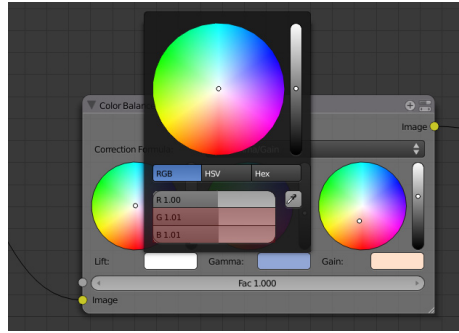 Color Balan
Image
Correction Fo
/Gain
RGB HSV Hex
R 1.00
G 1.01
B 1.01
Lift: Gamma: Gain:
Fac 1.000
Image